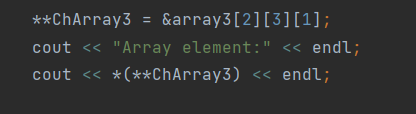 **ChArray3 = &array3[2][3][1];
cout << "Array element:" << endl;
cout << *(**ChArray3) << endl;